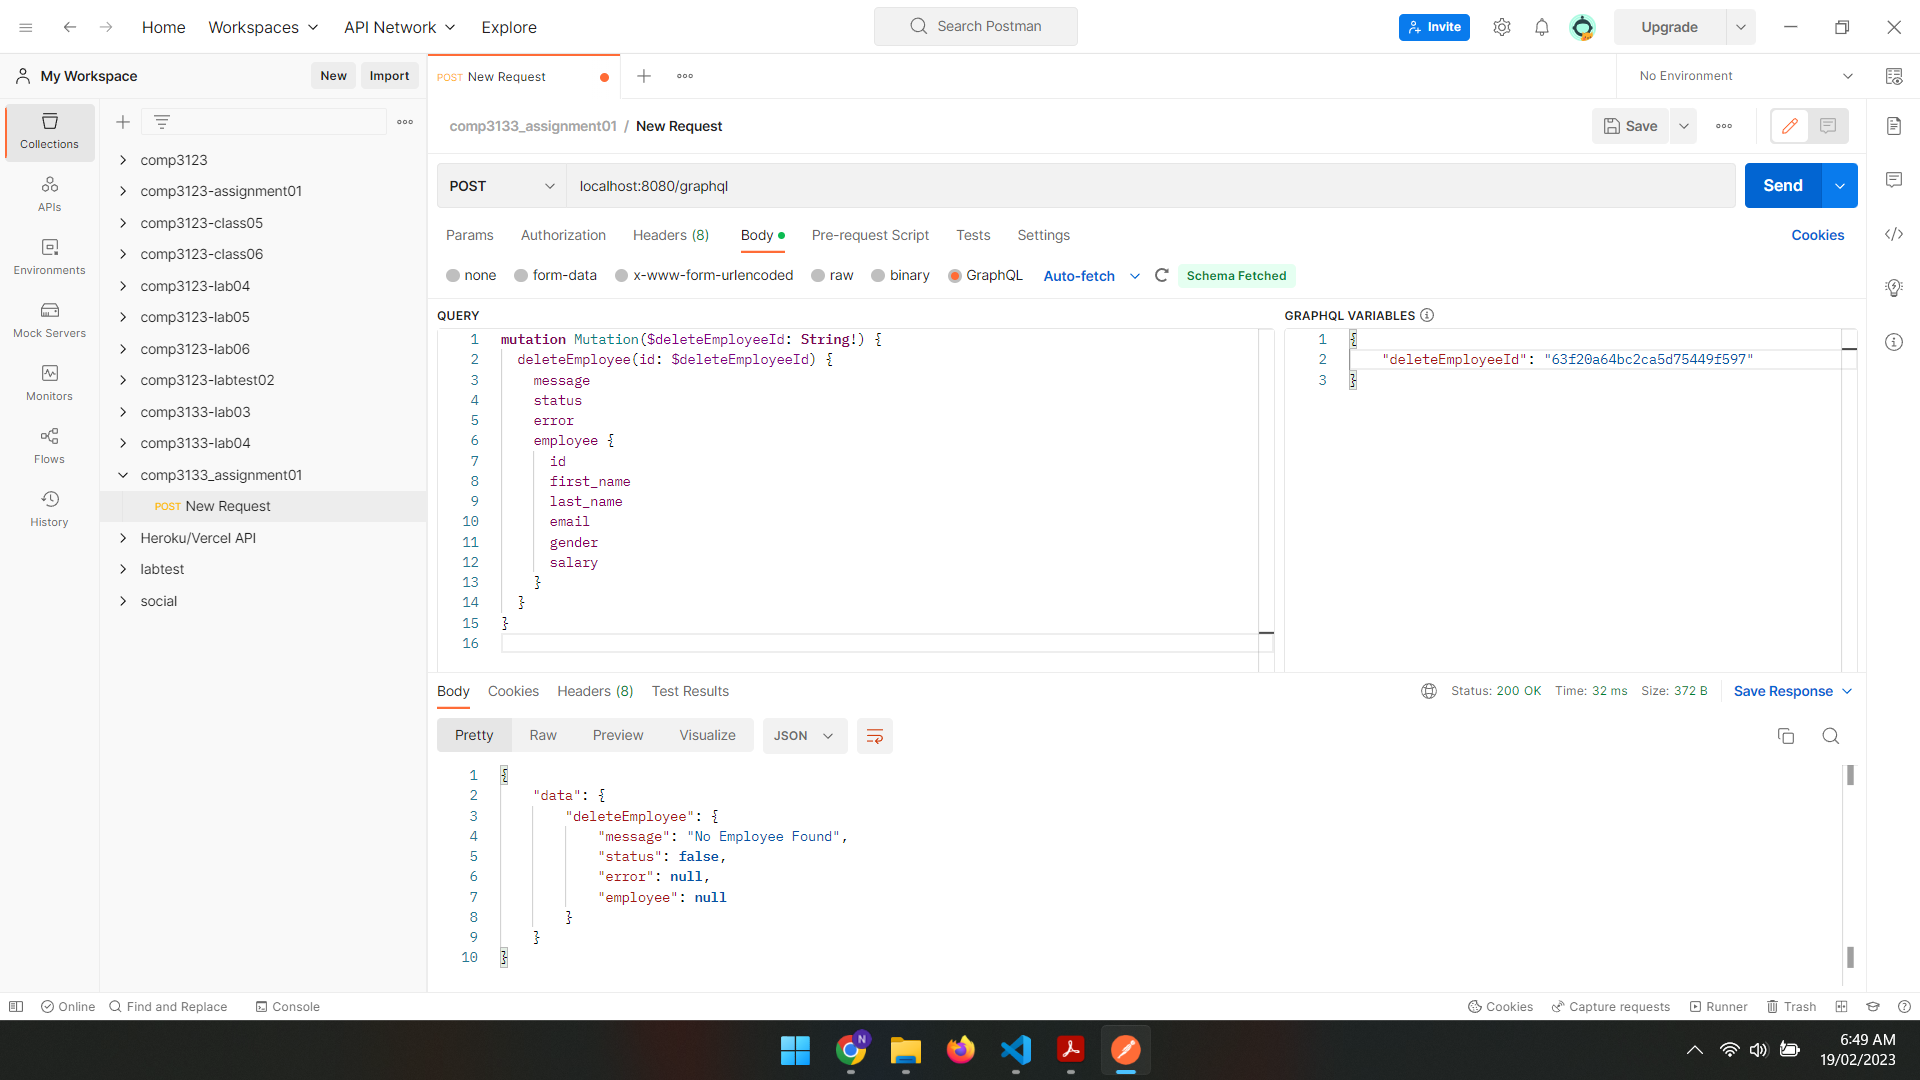 Home
Workspaces
API Network
Explore
Search Postman
Invite
Upgrade
My Workspace
New
Import
POST New Request
No Environment
Collections
APIs
Environments
Mock Servers
Monitors
Flows
History
comp3123
comp3123-assignment01
comp3123-class05
comp3123-class06
comp3123-lab04
comp3123-lab05
comp3123-lab06
comp3123-labtest02
comp3133-lab03
comp3133-lab04
comp3133_assignment01
POST New Request
Heroku/Vercel API
labtest
social
comp3133_assignment01 / New Request
Save
POST
localhost:8080/graphql
Send
Params
Authorization
Headers (8)
Body
Pre-request Script
Tests
Settings
Cookies
none
form-data
x-www-form-urlencoded
raw
binary
GraphQL
Auto-fetch
Schema Fetched
QUERY
1 mutation Mutation($deleteEmployeeId: String!) {
2 deleteEmployee(id: $deleteEmployeeId) {
3 message
4 status
5 error
6 employee {
7 id
8 first_name
9 last_name
10 email
11 gender
12 salary
13 }
14 }
15 }
16
GRAPHQL VARIABLES
1 {
2 "deleteEmployeeId": "63f20a64bc2ca5d75449f597"
3 }
Body
Cookies
Headers (8)
Test Results
Status: 200 OK
Time: 32 ms
Size: 372 B
Save Response
Pretty
Raw
Preview
Visualize
JSON
1 {
2 "data": {
3 "deleteEmployee": {
4 "message": "No Employee Found",
5 "status": false,
6 "error": null,
7 "employee": null
8 }
9 }
10 }
Online
Find and Replace
Console
Cookies
Capture requests
Runner
Trash
N
6:49 AM
19/02/2023